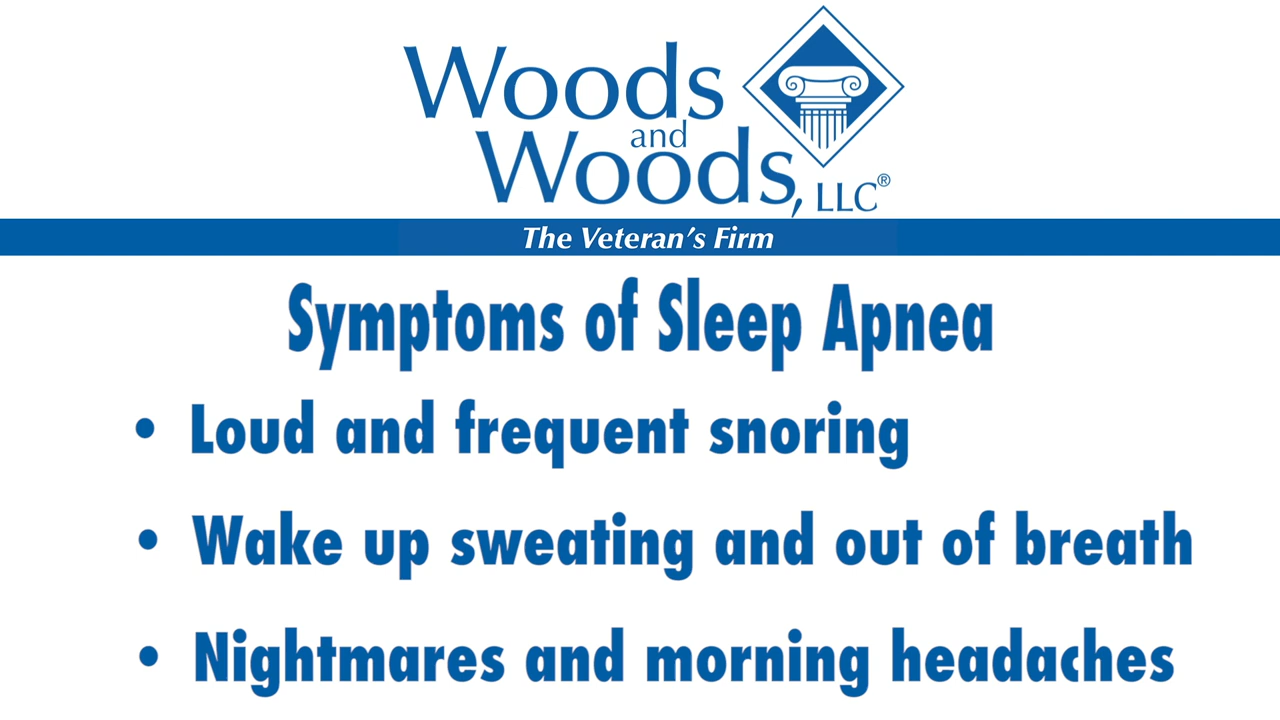 Woods
and
Woods, LLC®
The Veteran's Firm
Symptoms of Sleep Apnea
• Loud and frequent snoring
• Wake up sweating and out of breath
• Nightmares and morning headaches